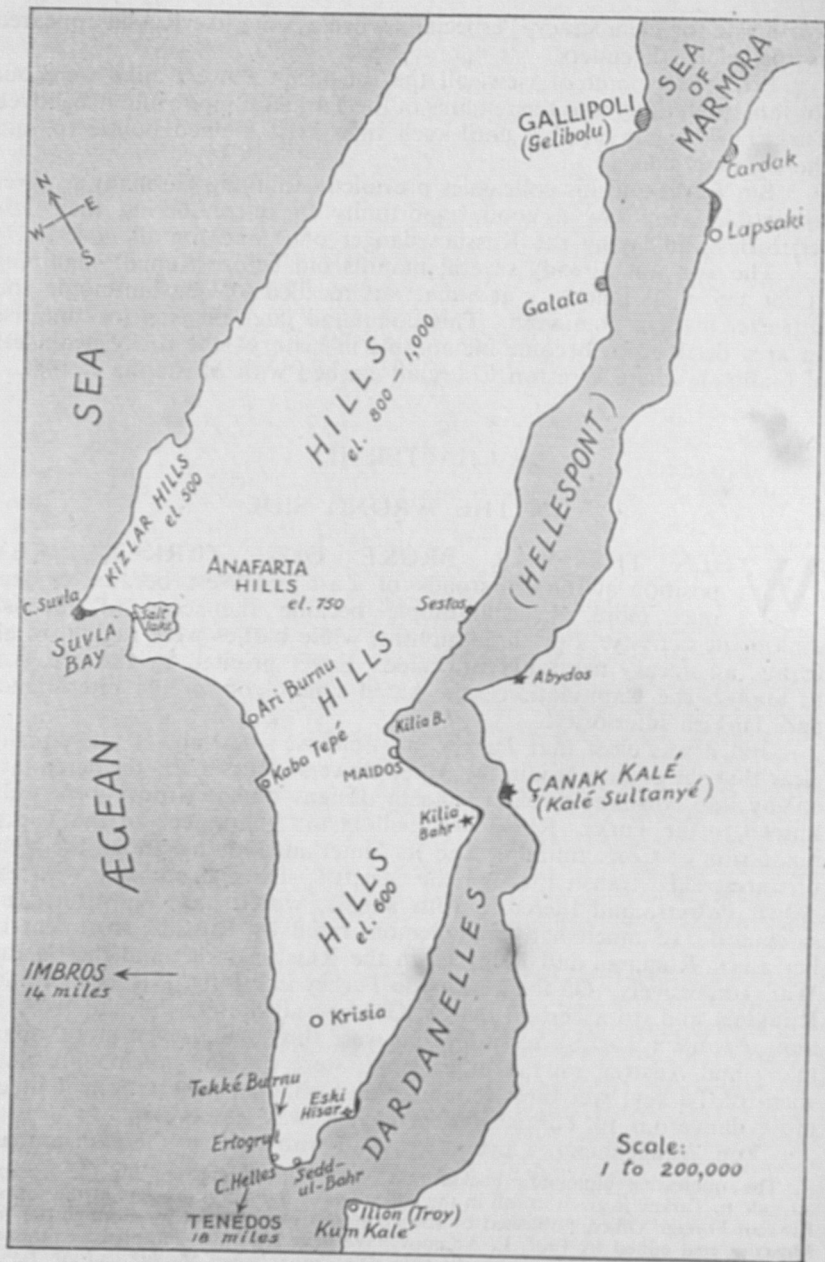 SEA
OF
MARMORA
GALLIPOLI
(Gelibolu)
Cardak
Lapsaki
Galata
N
E
W
S
SEA
HILLS
el. 800 1,000
KIZLAR HILLS
el. 500
(HELLESPONT)
ANAFARTA
HILLS
el. 750
C. Suvla
Salt
lake
SUVLA
BAY
Sestos
Abydos
HILLS
Ari Burnu
Kaba Tepé
Kilia B.
MAIDOS
ÇANAK KALÉ
(Kalé Sultanyé)
Kilia
Bahr
ÆGEAN
HILLS
el. 600
IMBROS
14 miles
Krisia
DARDANELLES
Tekké Burnu
Eski
Hisar
Ertogrul
Sedd-
ul-Bahr
C. Helles
TENEDOS
18 miles
Ilion (Troy)
Kum Kalé
Scale:
1 to 200,000